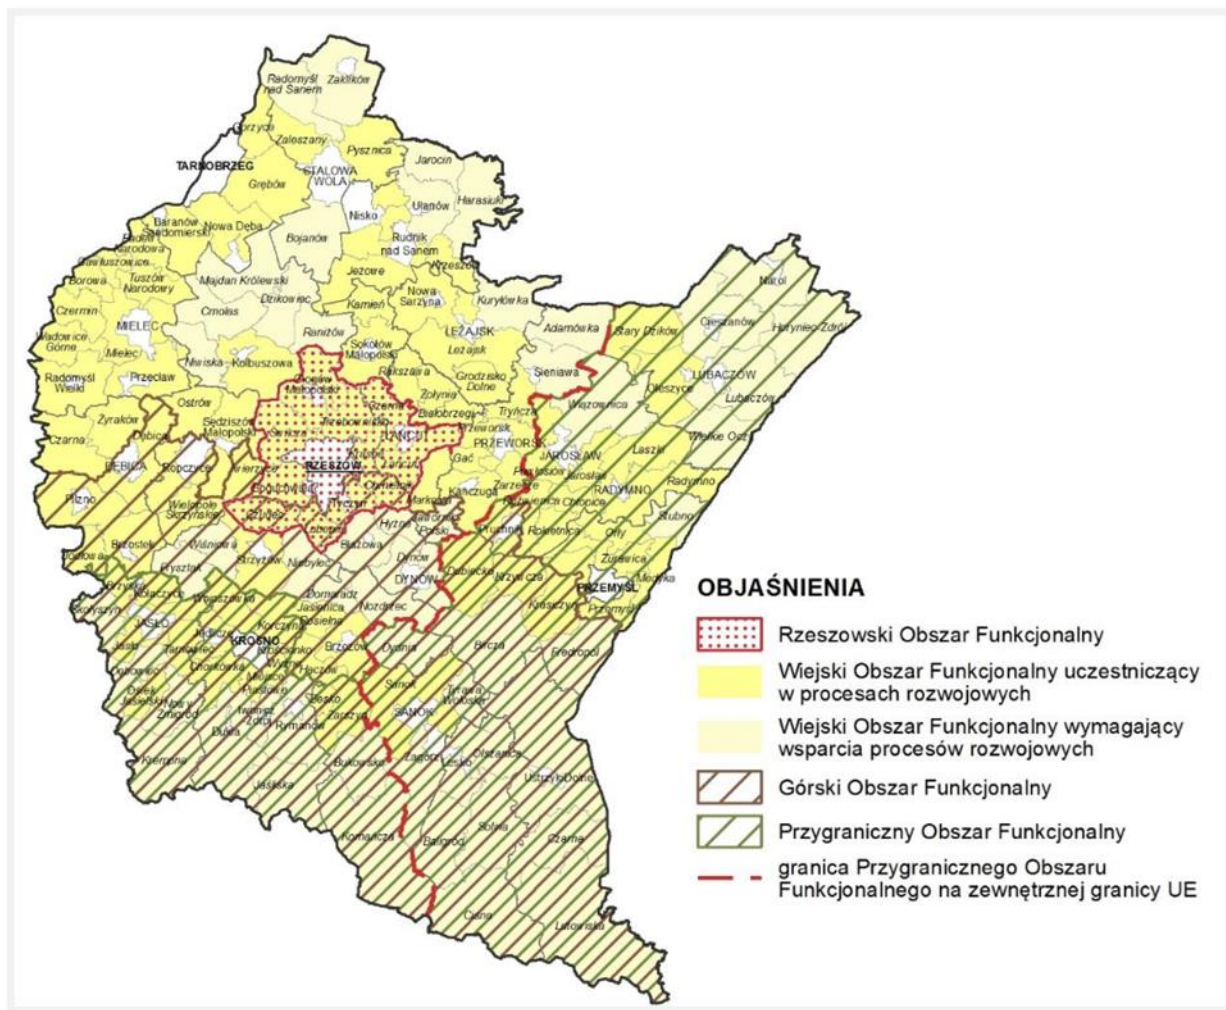 Radomyśl
nad Sanem
Zaklików
Zaleszany
Pysznica
Jarocin
TARNOBRZEG
STALOWA
WOLA
Grębów
Ulanów
Harasiuki
Nisko
Baranów
Sandomierski
Nowa Dęba
Bojanów
Rudnik
nad Sanem
Borowa
Tuszów
Narodowy
Majdan Królewski
Jeżowe
Krzeszów
Narol
Dzikowiec
Kamień
Nowa
Sarzyna
Kuryłówka
Czermin
Cmolas
MIELEC
Adamówka
Stary Dzików
Cieszanów
Horyniec-Zdrój
Wadowice
Górne
Mielec
Raniżów
Sokołów
Małopolski
LEŻAJSK
Leżajsk
Niwiska
Kolbuszowa
Radomyśl
Wielki
Przecław
Rakszawa
Grodzisko
Dolne
Sieniawa
Oleszyce
LUBACZÓW
Lubaczów
Ostrów
Żołynia
Wiązownica
Żyraków
Sędziszów
Małopolski
Białobrzegi
Tryńcza
Czarna
Dębica
Przeworsk
PRZEWORSK
JAROSŁAW
Laszki
Wielkie Oczy
DĘBICA
Ropczyce
RZESZÓW
Gać
Zarzecze
RADYMNO
Radymno
Pilzno
Wielopole
Skrzyńskie
Tyczyn
Markowa
Kańczuga
Stubno
Hyżne
Pruchnik
Rokietnica
Orły
Brzostek
Wiśniowa
Strzyżów
Niebylec
Błażowa
Dynów
DYNÓW
Dubiecko
Krzywcza
Żurawica
Medyka
PRZEMYŚL
Przemyśl
Frysztak
Domaradz
Jasienica
Rosielna
Nozdrzec
Krasiczyn
Skołyszyn
Kołaczyce
Wojaszówka
JASŁO
Korczyna
KROSNO
Brzozów
Dydnia
Bircza
Fredropol
Chorkówka
Haczów
Sanok
Tyrawa
Wołoska
Besko
Zarszyn
SANOK
Rymanów
Dukla
Krempna
Jaśliska
Bukowsko
Zagórz
Lesko
Olszanica
Ustrzyki Dolne
Komańcza
Baligród
Solina
Czarna
Cisna
Lutowiska
OBJAŚNIENIA
Rzeszowski Obszar Funkcjonalny
Wiejski Obszar Funkcjonalny uczestniczący
w procesach rozwojowych
Wiejski Obszar Funkcjonalny wymagający
wsparcia procesów rozwojowych
Górski Obszar Funkcjonalny
Przygraniczny Obszar Funkcjonalny
granica Przygranicznego Obszaru
Funkcjonalnego na zewnętrznej granicy UE